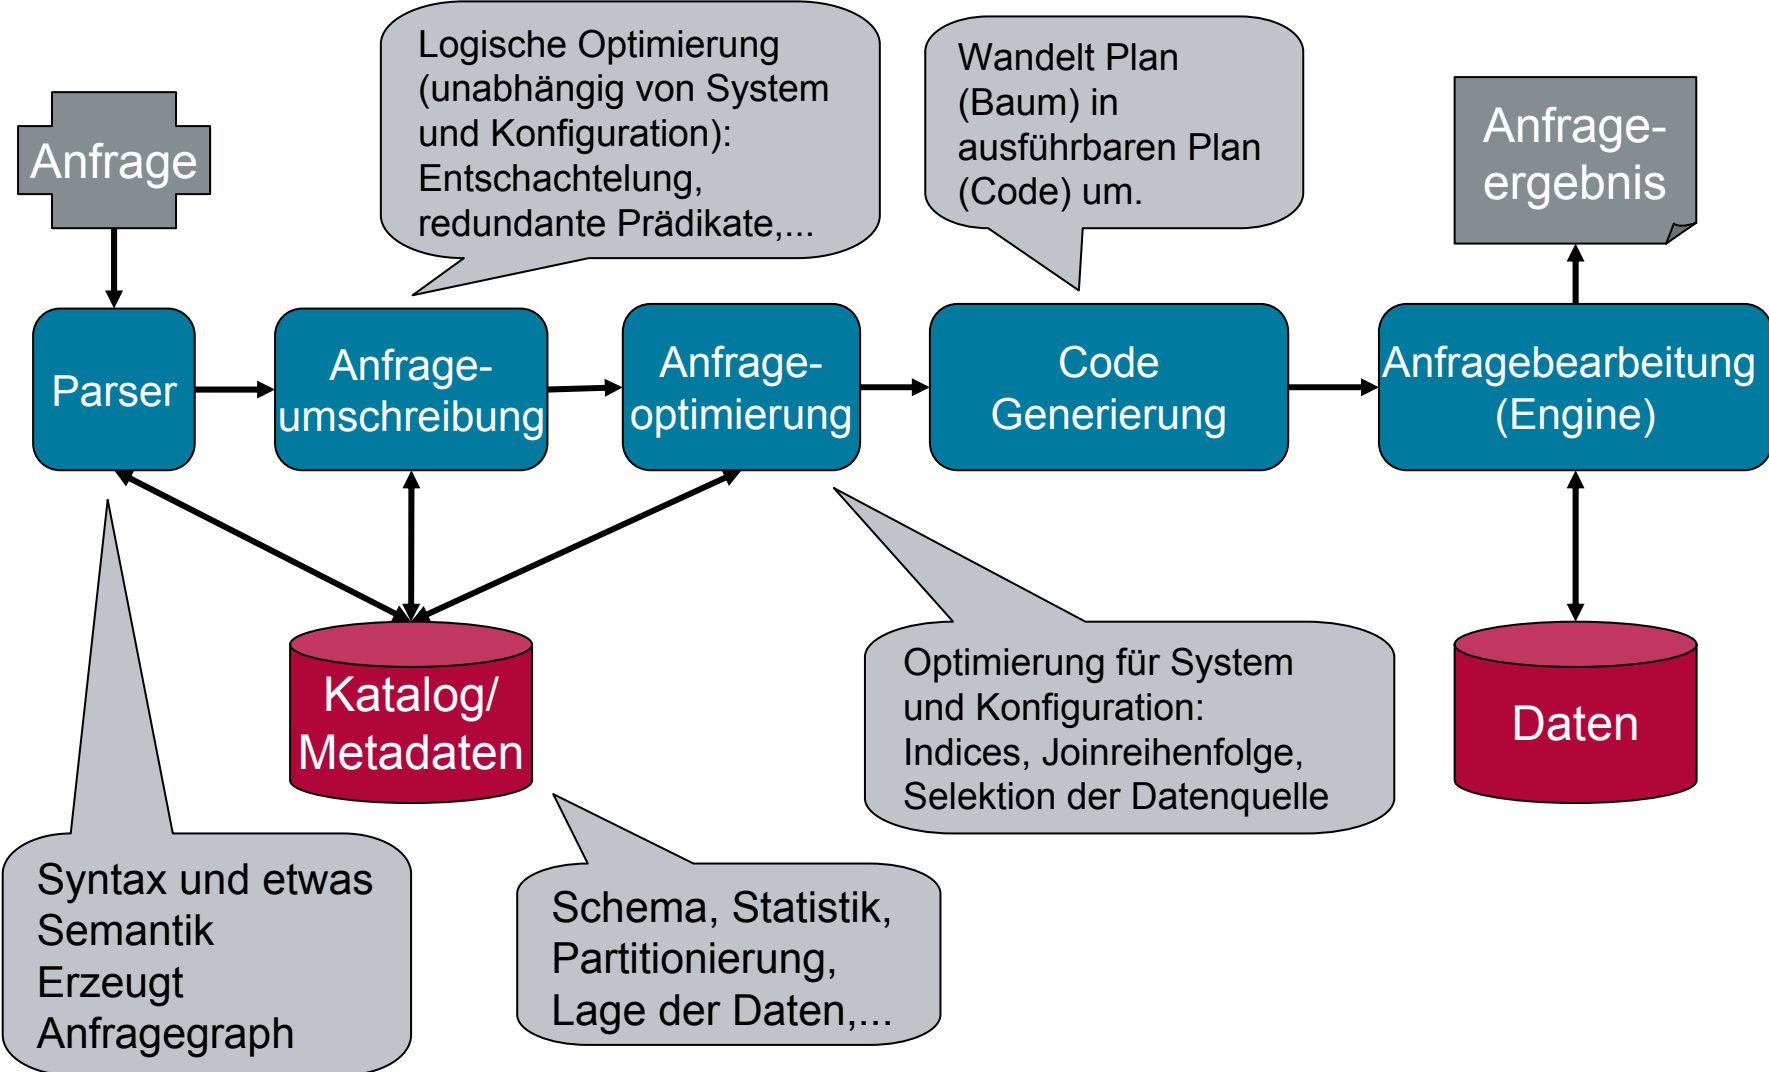 Logische Optimierung
(unabhängig von System
und Konfiguration):
Entschachtelung,
redundante Prädikate,...
Wandelt Plan
(Baum) in
ausführbaren Plan
(Code) um.
Anfrage
Anfrage-
ergebnis
Parser
Anfrage-
umschreibung
Anfrage-
optimierung
Code
Generierung
Anfragebearbeitung
(Engine)
Katalog/
Metadaten
Optimierung für System
und Konfiguration:
Indices, Joinreihenfolge,
Selektion der Datenquelle
Daten
Syntax und etwas
Semantik
Erzeugt
Anfragegraph
Schema, Statistik,
Partitionierung,
Lage der Daten,...